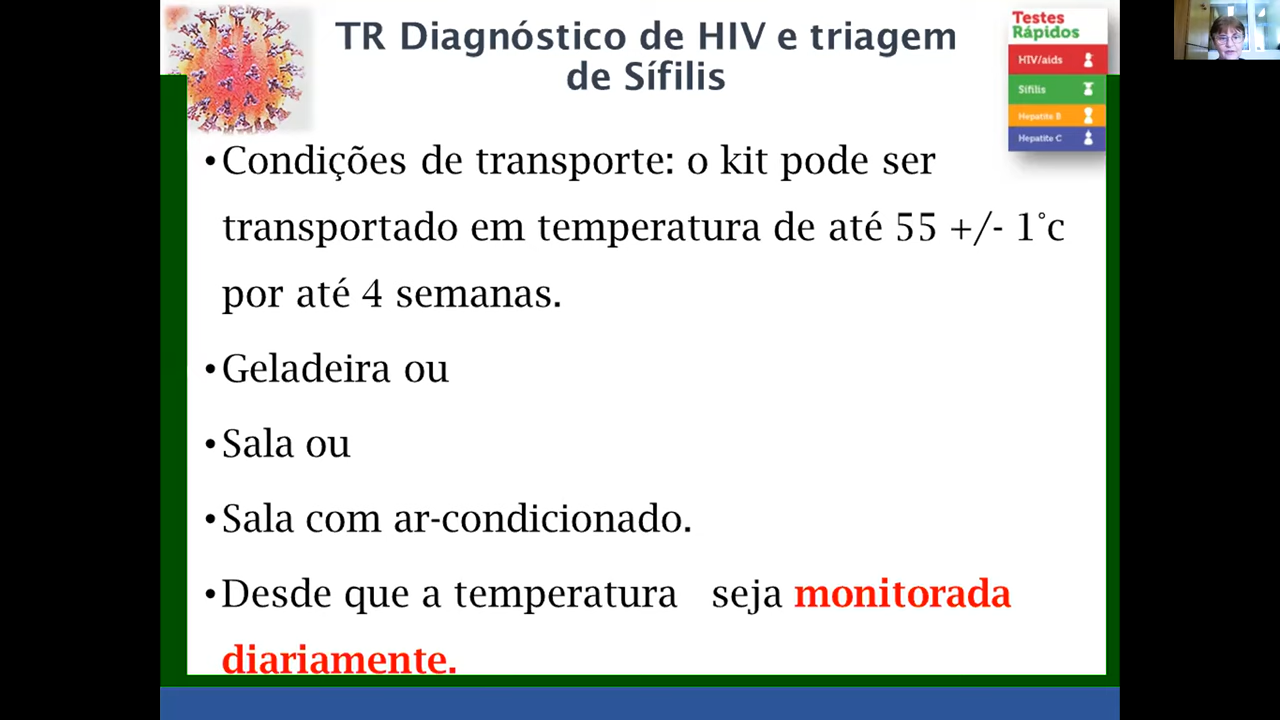 TR Diagnóstico de HIV e triagem
de Sífilis
Testes
Rápidos
HIV/aids
Sífilis
Hepatite B
Hepatite C
•Condições de transporte: o kit pode ser
transportado em temperatura de até 55 +/- 1°c
por até 4 semanas.
•Geladeira ou
•Sala ou
•Sala com ar-condicionado.
•Desde que a temperatura seja monitorada
diariamente.